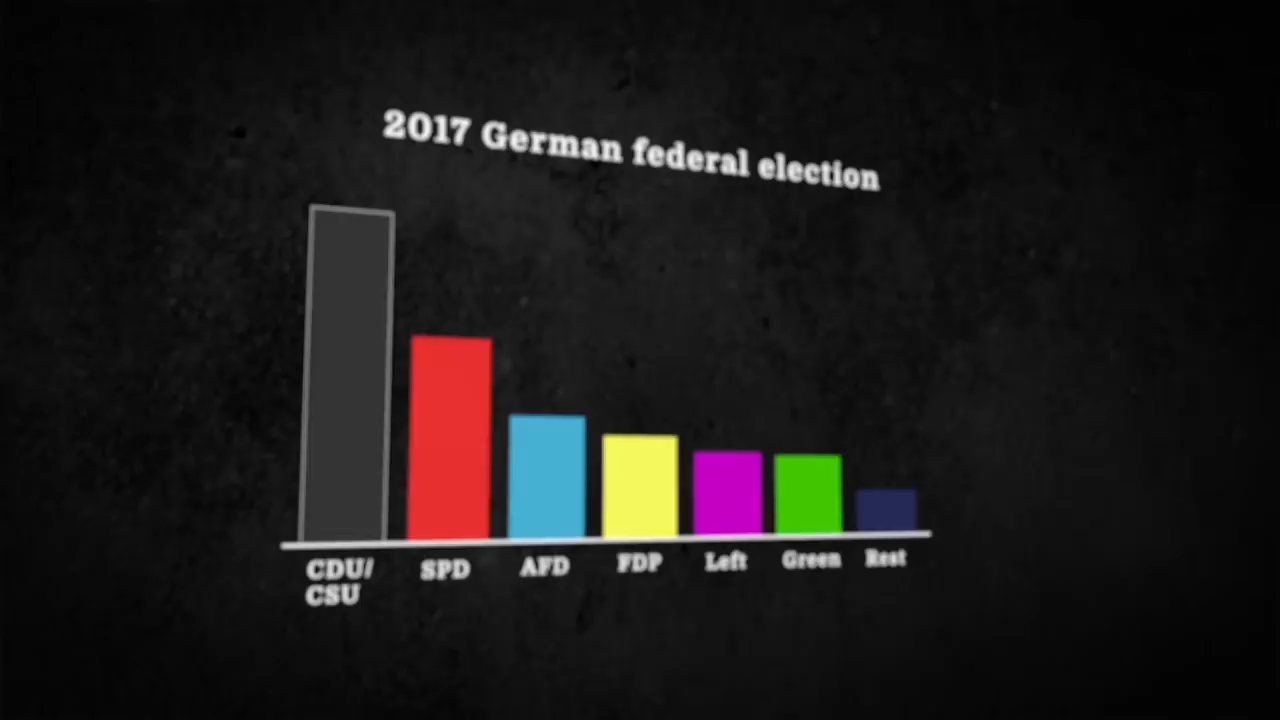 2017 German federal election
CDU/
CSU
SPD
AFD
FDP
Left
Green
Rest